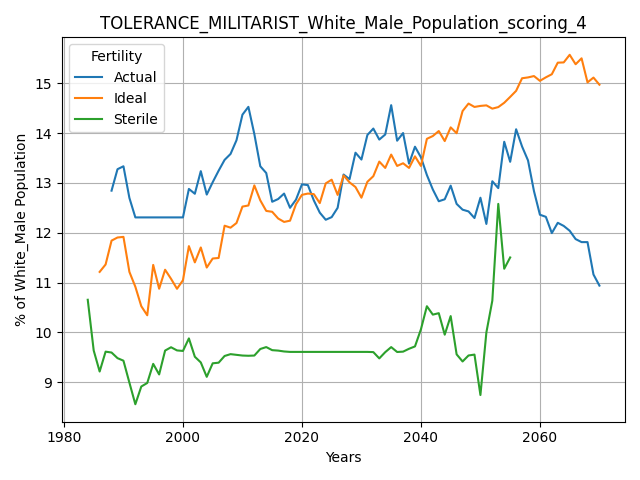 TOLERANCE_MILITARIST_White_Male_Population_scoring_4
Fertility
Actual
Ideal
Sterile
% of White_Male Population
15
14
13
12
11
10
9
1980 2000 2020 2040 2060
Years